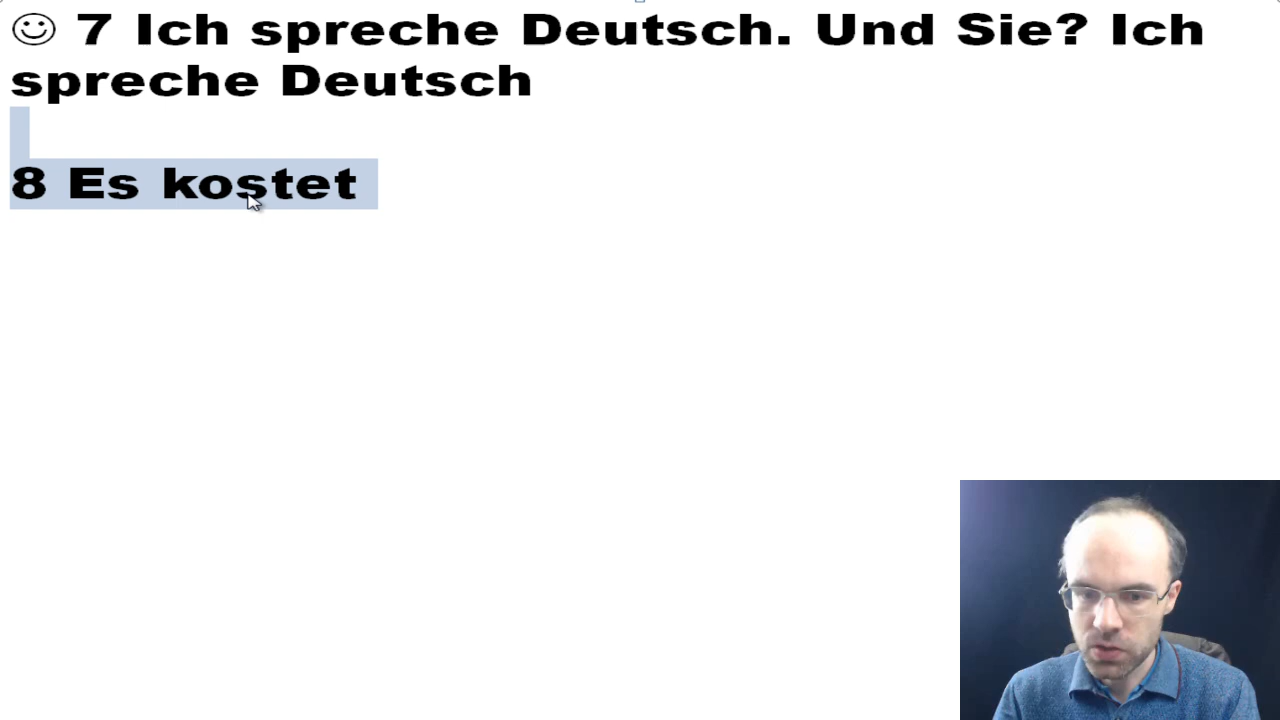 ☺ 7 Ich spreche Deutsch. Und Sie? Ich
spreche Deutsch
8 Es kostet